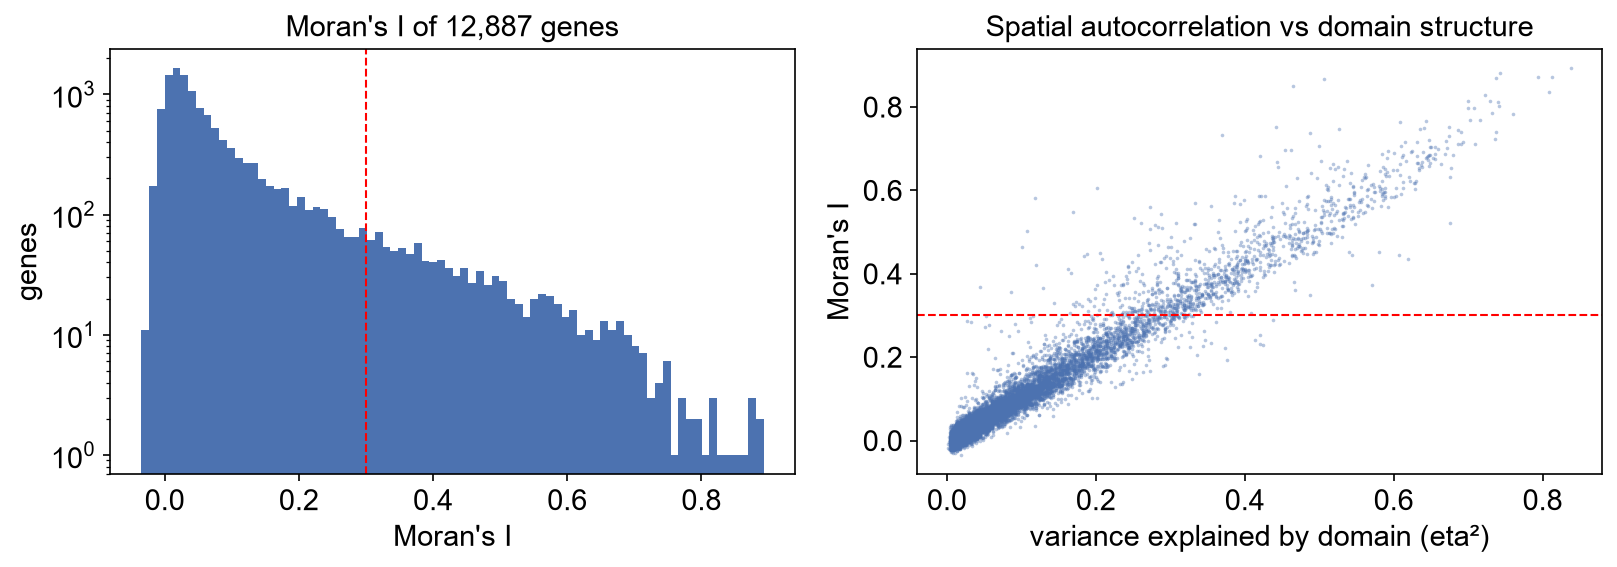 Moran's I of 12,887 genes
genes
10³
10²
10¹
10⁰
0.0 0.2 0.4 0.6 0.8
Moran's I
Spatial autocorrelation vs domain structure
Moran's I
0.8
0.6
0.4
0.2
0.0
0.0 0.2 0.4 0.6 0.8
variance explained by domain (eta²)